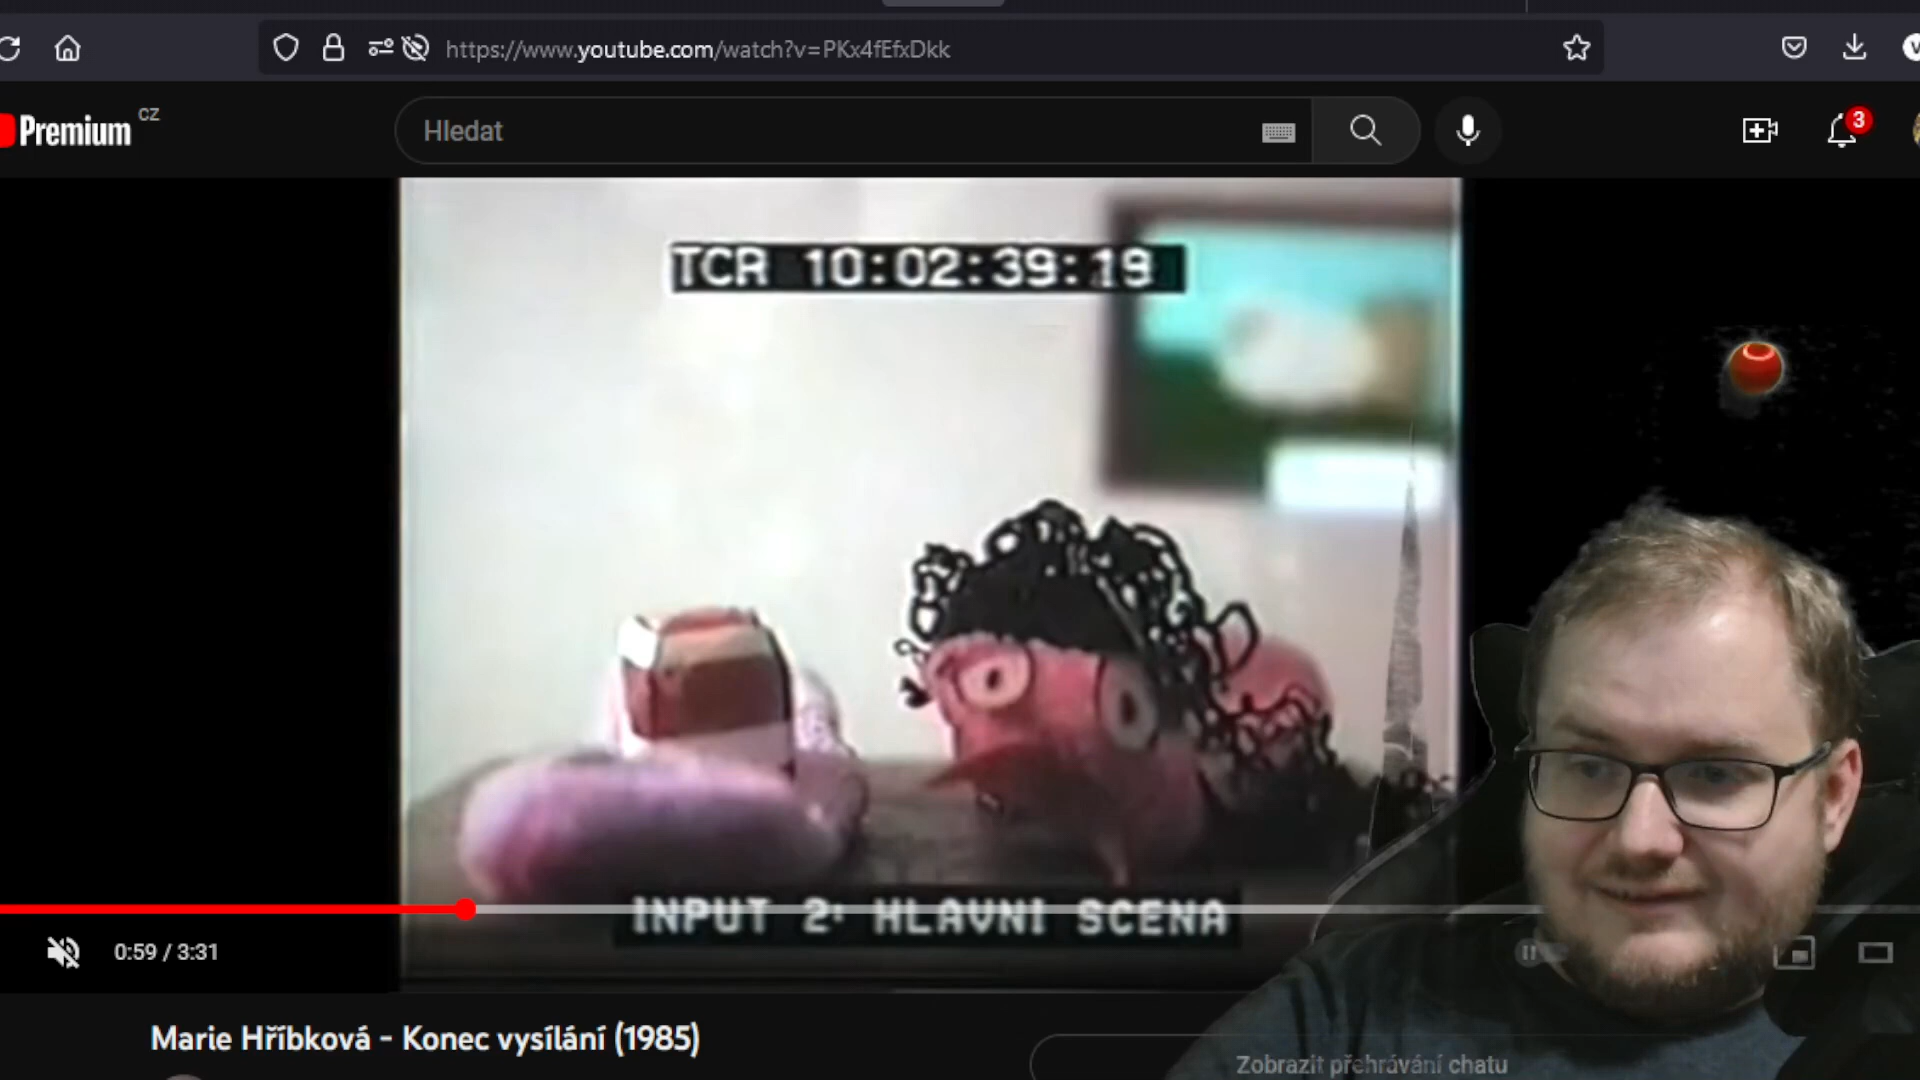 https://www.youtube.com/watch?v=PKx4fEfxDkk
Premium CZ
Hledat
3
TCR 10:02:39:19
INPUT 2: HLAVNI SCENA
0:59 / 3:31
Marie Hříbková - Konec vysílání (1985)
Zobrazit přehrávání chatu